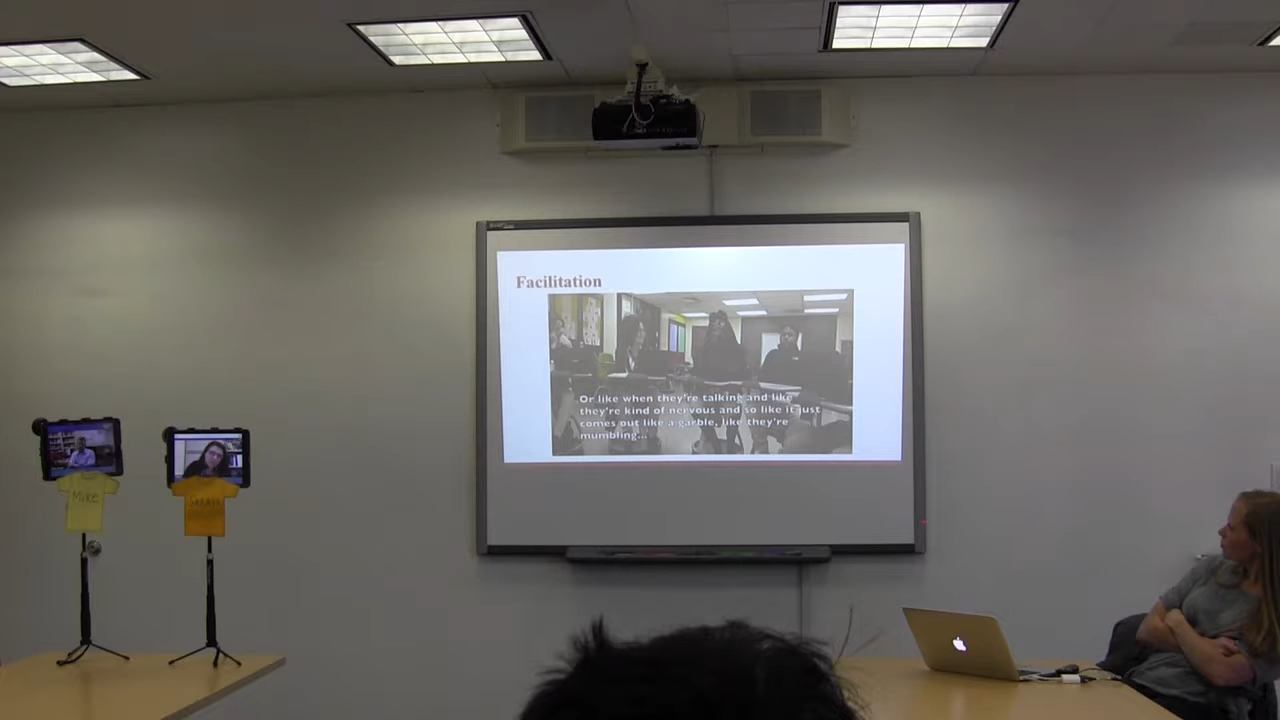 Facilitation
Or like when they're talking and like
they're kind of nervous and so like it just
comes out like a garble, like they're
mumbling...
Mike